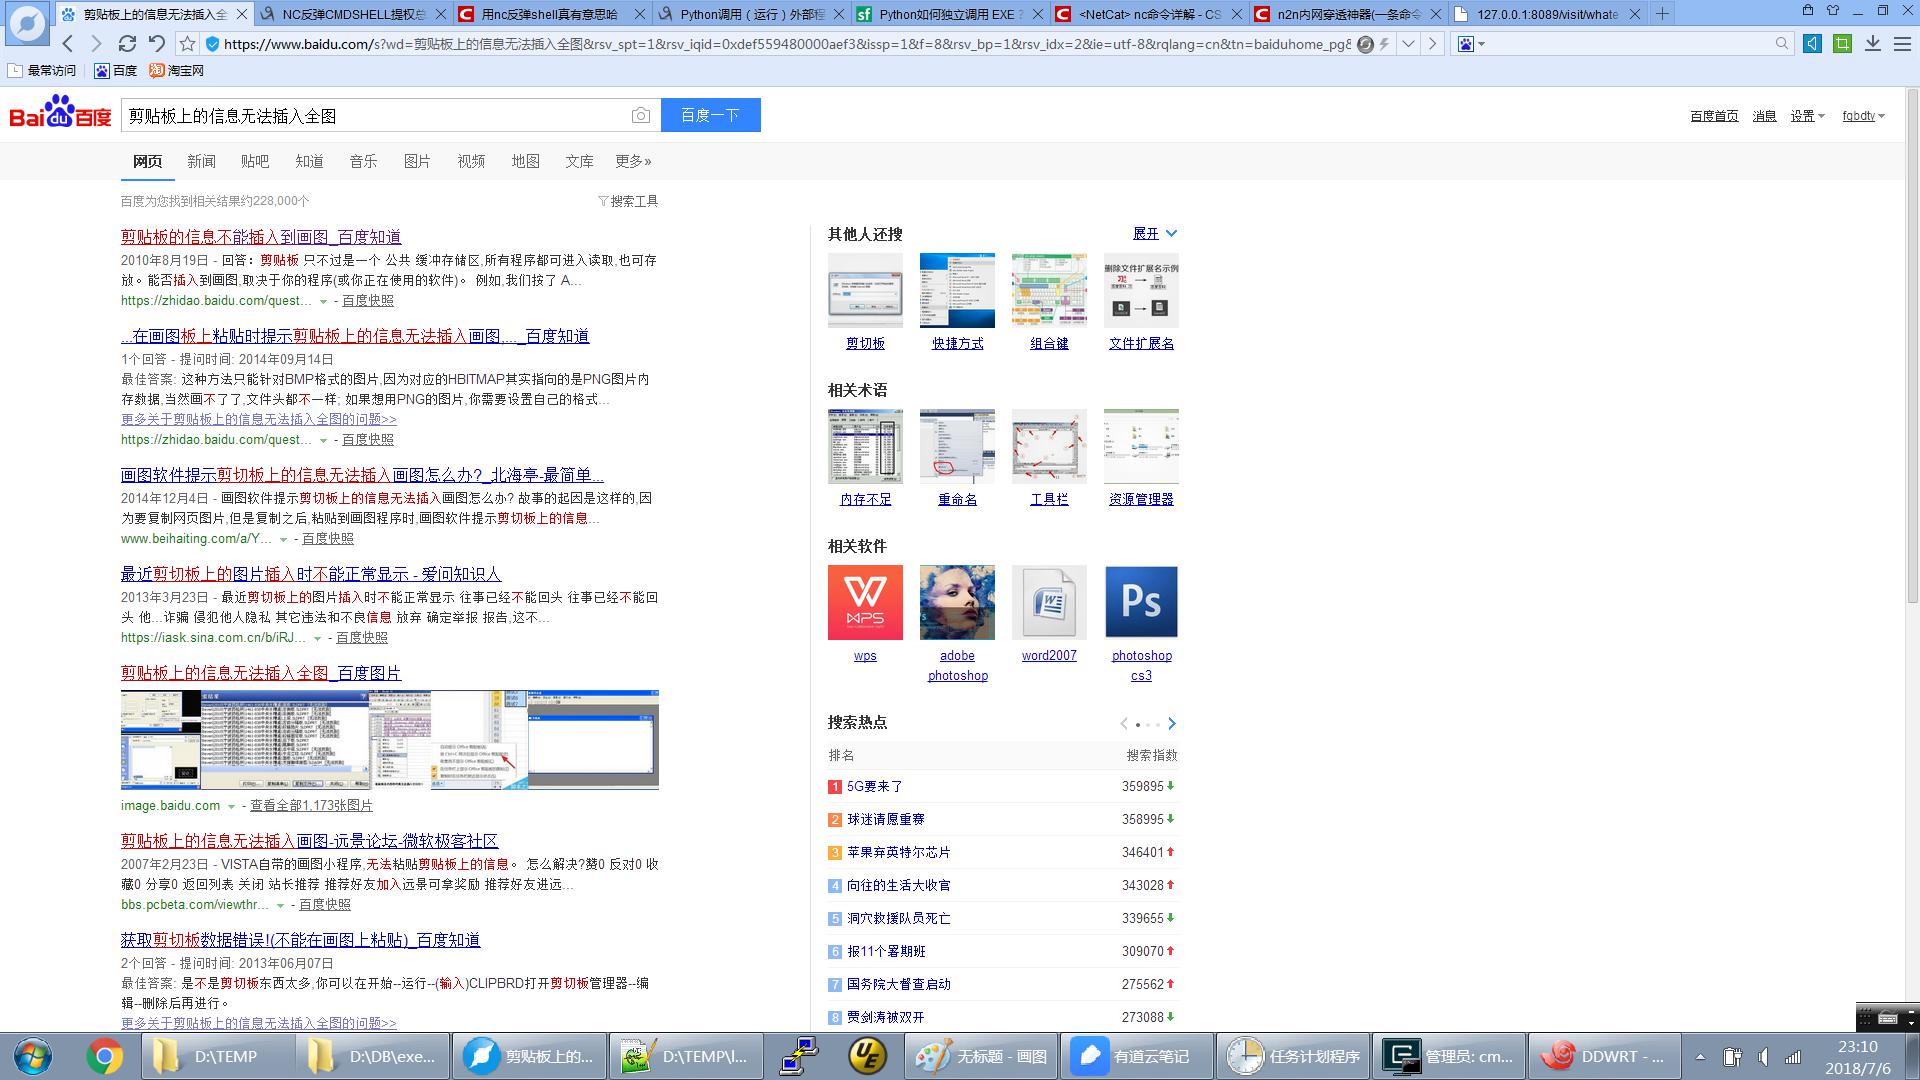 剪贴板上的信息无法插入全
NC反弹CMDSHELL提权总
用nc反弹shell真有意思哈
Python调用（运行）外部程
Python如何独立调用 EXE ?
<NetCat> nc命令详解 - CS
n2n内网穿透神器(一条命令
127.0.0.1:8089/visit/whate
https://www.baidu.com/s?wd=剪贴板上的信息无法插入全图&rsv_spt=1&rsv_iqid=0xdef559480000aef3&issp=1&f=8&rsv_bp=1&rsv_idx=2&ie=utf-8&rqlang=cn&tn=baiduhome_pg&
最常访问
百度
淘宝网
Bai du 百度
剪贴板上的信息无法插入全图
百度一下
百度首页
消息
设置
fqbdtv
网页 新闻 贴吧 知道 音乐 图片 视频 地图 文库 更多»
百度为您找到相关结果约228,000个
搜索工具
剪贴板的信息不能插入到画图_百度知道
2010年8月19日 - 回答：剪贴板 只不过是一个 公共 缓冲存储区,所有程序都可进入读取,也可存
放。能否插入到画图,取决于你的程序(或你正在使用的软件)。 例如,我们按了 A...
https://zhidao.baidu.com/quest... - 百度快照
...在画图板上粘贴时提示剪贴板上的信息无法插入画图,..._百度知道
1个回答 - 提问时间: 2014年09月14日
最佳答案: 这种方法只能针对BMP格式的图片,因为对应的HBITMAP其实指向的是PNG图片内
存数据,当然画不了了,文件头都不一样; 如果想用PNG的图片,你需要设置自己的格式...
更多关于剪贴板上的信息无法插入全图的问题>>
https://zhidao.baidu.com/quest... - 百度快照
画图软件提示剪切板上的信息无法插入画图怎么办?_北海亭-最简单...
2014年12月4日 - 画图软件提示剪切板上的信息无法插入画图怎么办? 故事的起因是这样的,因
为要复制网页图片,但是复制之后,粘贴到画图程序时,画图软件提示剪切板上的信息...
www.beihaiting.com/a/Y... - 百度快照
最近剪切板上的图片插入时不能正常显示 - 爱问知识人
2013年3月23日 - 最近剪切板上的图片插入时不能正常显示 往事已经不能回头 往事已经不能回
头 他...诈骗 侵犯他人隐私 其它违法和不良信息 放弃 确定举报 报告,这不...
https://iask.sina.com.cn/b/iRJ... - 百度快照
剪贴板上的信息无法插入全图_百度图片
image.baidu.com - 查看全部1,173张图片
剪贴板上的信息无法插入画图-远景论坛-微软极客社区
2007年2月23日 - VISTA自带的画图小程序,无法粘贴剪贴板上的信息。 怎么解决?赞0 反对0 收
藏0 分享0 返回列表 关闭 站长推荐 推荐好友加入远景可拿奖励 推荐好友进远...
bbs.pcbeta.com/viewthr... - 百度快照
获取剪切板数据错误!(不能在画图上粘贴)_百度知道
2个回答 - 提问时间: 2013年06月07日
最佳答案: 是不是剪切板东西太多,你可以在开始--运行--(输入)CLIPBRD打开剪切板管理器--编
辑--删除后再进行。
更多关于剪贴板上的信息无法插入全图的问题>>
其他人还搜
展开
删除文件扩展名示例
剪切板 快捷方式 组合键 文件扩展名
相关术语
内存不足 重命名 工具栏 资源管理器
相关软件
WPS
Ps
wps
adobe photoshop
word2007
photoshop cs3
搜索热点
排名 搜索指数
1 5G要来了 359895
2 球迷请愿重赛 358995
3 苹果弃英特尔芯片 346401
4 向往的生活大收官 343028
5 洞穴救援队员死亡 339655
6 报11个暑期班 309070
7 国务院大督查启动 275562
8 贾剑涛被双开 273088
D:\TEMP
D:\DB\exe...
剪贴板上的...
D:\TEMP\I...
UE
无标题 - 画图
有道云笔记
任务计划程序
管理员: cm...
DDWRT - ...
23:10
2018/7/6